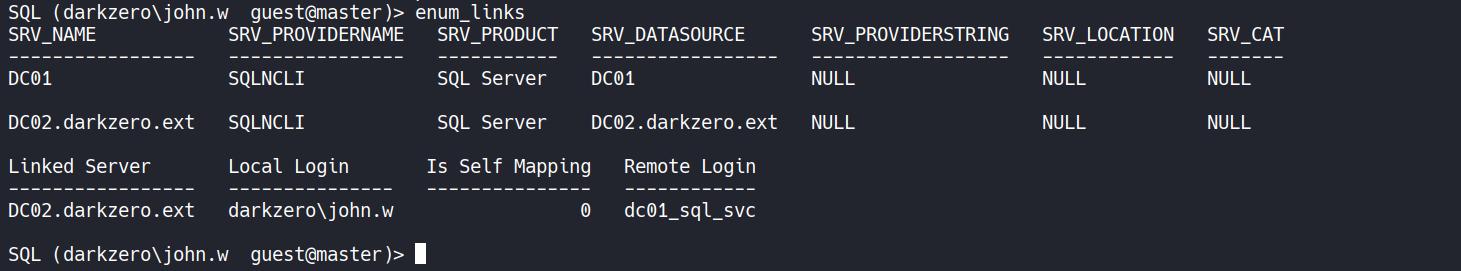 SQL (darkzero\john.w  guest@master)> enum_links
SRV_NAME            SRV_PROVIDERNAME   SRV_PRODUCT   SRV_DATASOURCE      SRV_PROVIDERSTRING   SRV_LOCATION   SRV_CAT
-----------------   ----------------   -----------   -----------------   ------------------   ------------   -------
DC01                SQLNCLI            SQL Server    DC01                NULL                 NULL           NULL
DC02.darkzero.ext   SQLNCLI            SQL Server    DC02.darkzero.ext   NULL                 NULL           NULL
Linked Server       Local Login       Is Self Mapping   Remote Login
-----------------   ---------------   ---------------   ------------
DC02.darkzero.ext   darkzero\john.w                 0   dc01_sql_svc
SQL (darkzero\john.w  guest@master)>